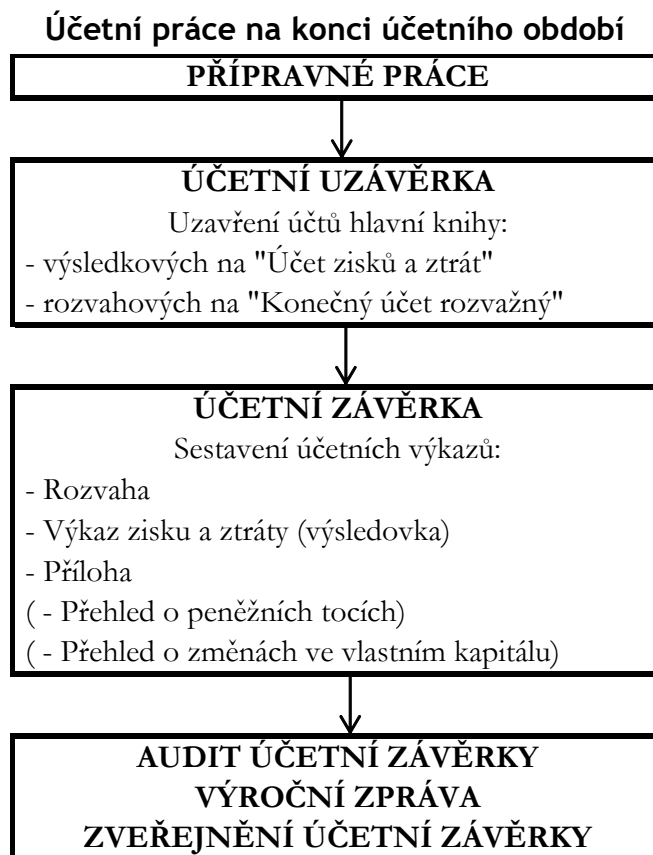 Účetní práce na konci účetního období
PŘÍPRAVNÉ PRÁCE
ÚČETNÍ UZÁVĚRKA
Uzavření účtů hlavní knihy:
- výsledkových na "Účet zisků a ztrát"
- rozvahových na "Konečný účet rozvažný"
ÚČETNÍ ZÁVĚRKA
Sestavení účetních výkazů:
- Rozvaha
- Výkaz zisku a ztráty (výsledovka)
- Příloha
( - Přehled o peněžních tocích)
( - Přehled o změnách ve vlastním kapitálu)
AUDIT ÚČETNÍ ZÁVĚRKY
VÝROČNÍ ZPRÁVA
ZVEŘEJNĚNÍ ÚČETNÍ ZÁVĚRKY